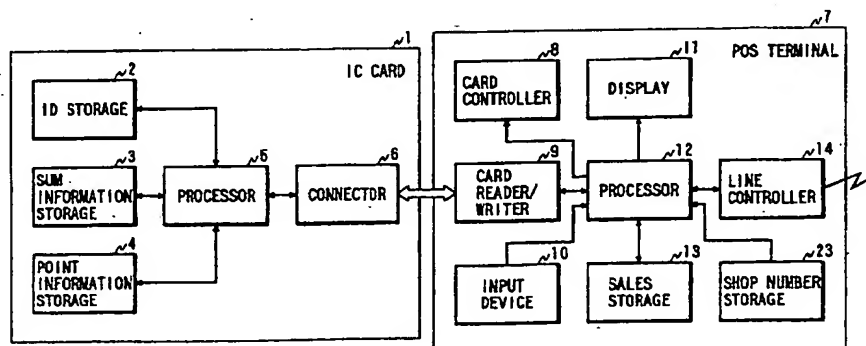 1
IC CARD
2
ID STORAGE
3
SUM
INFORMATION
STORAGE
4
POINT
INFORMATION
STORAGE
5
PROCESSOR
6
CONNECTOR
7
POS TERMINAL
8
CARD
CONTROLLER
11
DISPLAY
9
CARD
READER/
WRITER
12
PROCESSOR
14
LINE
CONTROLLER
10
INPUT
DEVICE
13
SALES
STORAGE
23
SHOP NUMBER
STORAGE